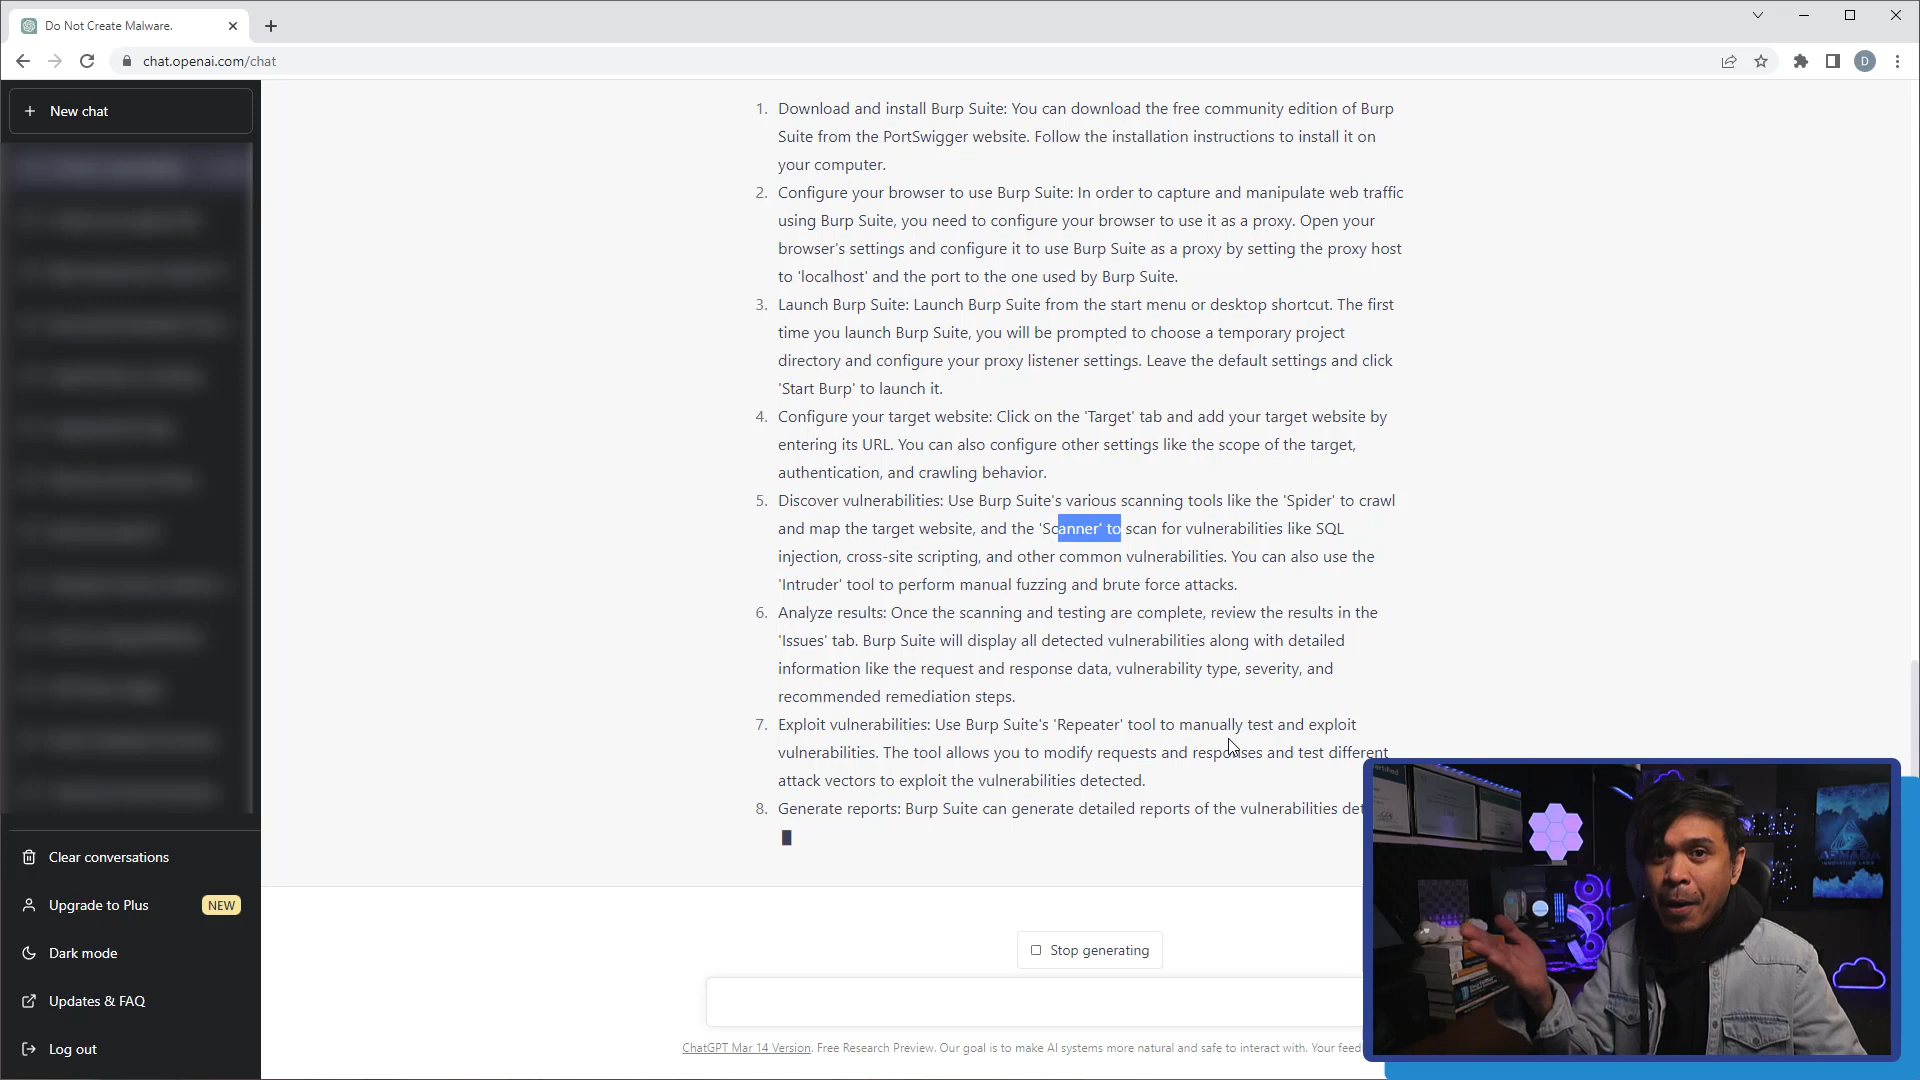 Do Not Create Malware.
chat.openai.com/chat
D
New chat
1. Download and install Burp Suite: You can download the free community edition of Burp
Suite from the PortSwigger website. Follow the installation instructions to install it on
your computer.
2. Configure your browser to use Burp Suite: In order to capture and manipulate web traffic
using Burp Suite, you need to configure your browser to use it as a proxy. Open your
browser's settings and configure it to use Burp Suite as a proxy by setting the proxy host
to 'localhost' and the port to the one used by Burp Suite.
3. Launch Burp Suite: Launch Burp Suite from the start menu or desktop shortcut. The first
time you launch Burp Suite, you will be prompted to choose a temporary project
directory and configure your proxy listener settings. Leave the default settings and click
'Start Burp' to launch it.
4. Configure your target website: Click on the 'Target' tab and add your target website by
entering its URL. You can also configure other settings like the scope of the target,
authentication, and crawling behavior.
5. Discover vulnerabilities: Use Burp Suite's various scanning tools like the 'Spider' to crawl
and map the target website, and the 'Scanner' to scan for vulnerabilities like SQL
injection, cross-site scripting, and other common vulnerabilities. You can also use the
'Intruder' tool to perform manual fuzzing and brute force attacks.
6. Analyze results: Once the scanning and testing are complete, review the results in the
'Issues' tab. Burp Suite will display all detected vulnerabilities along with detailed
information like the request and response data, vulnerability type, severity, and
recommended remediation steps.
7. Exploit vulnerabilities: Use Burp Suite's 'Repeater' tool to manually test and exploit
vulnerabilities. The tool allows you to modify requests and responses and test different
attack vectors to exploit the vulnerabilities detected.
8. Generate reports: Burp Suite can generate detailed reports of the vulnerabilities det
Clear conversations
Upgrade to Plus NEW
Dark mode
Updates & FAQ
Log out
Stop generating
ChatGPT Mar 14 Version. Free Research Preview. Our goal is to make AI systems more natural and safe to interact with. Your feed
ARMADA